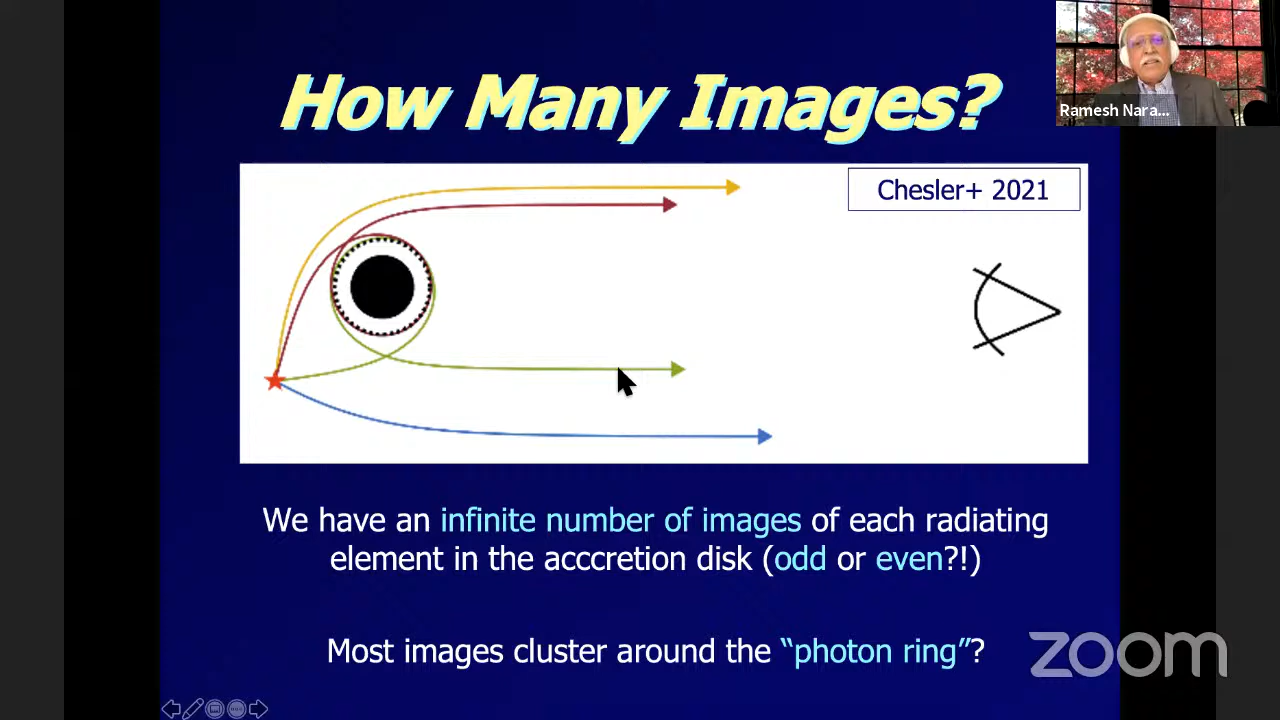 How Many Images?
Ramesh Nara...
Chesler+ 2021
We have an infinite number of images of each radiating
element in the acccretion disk (odd or even?!)
Most images cluster around the “photon ring”?
zoom